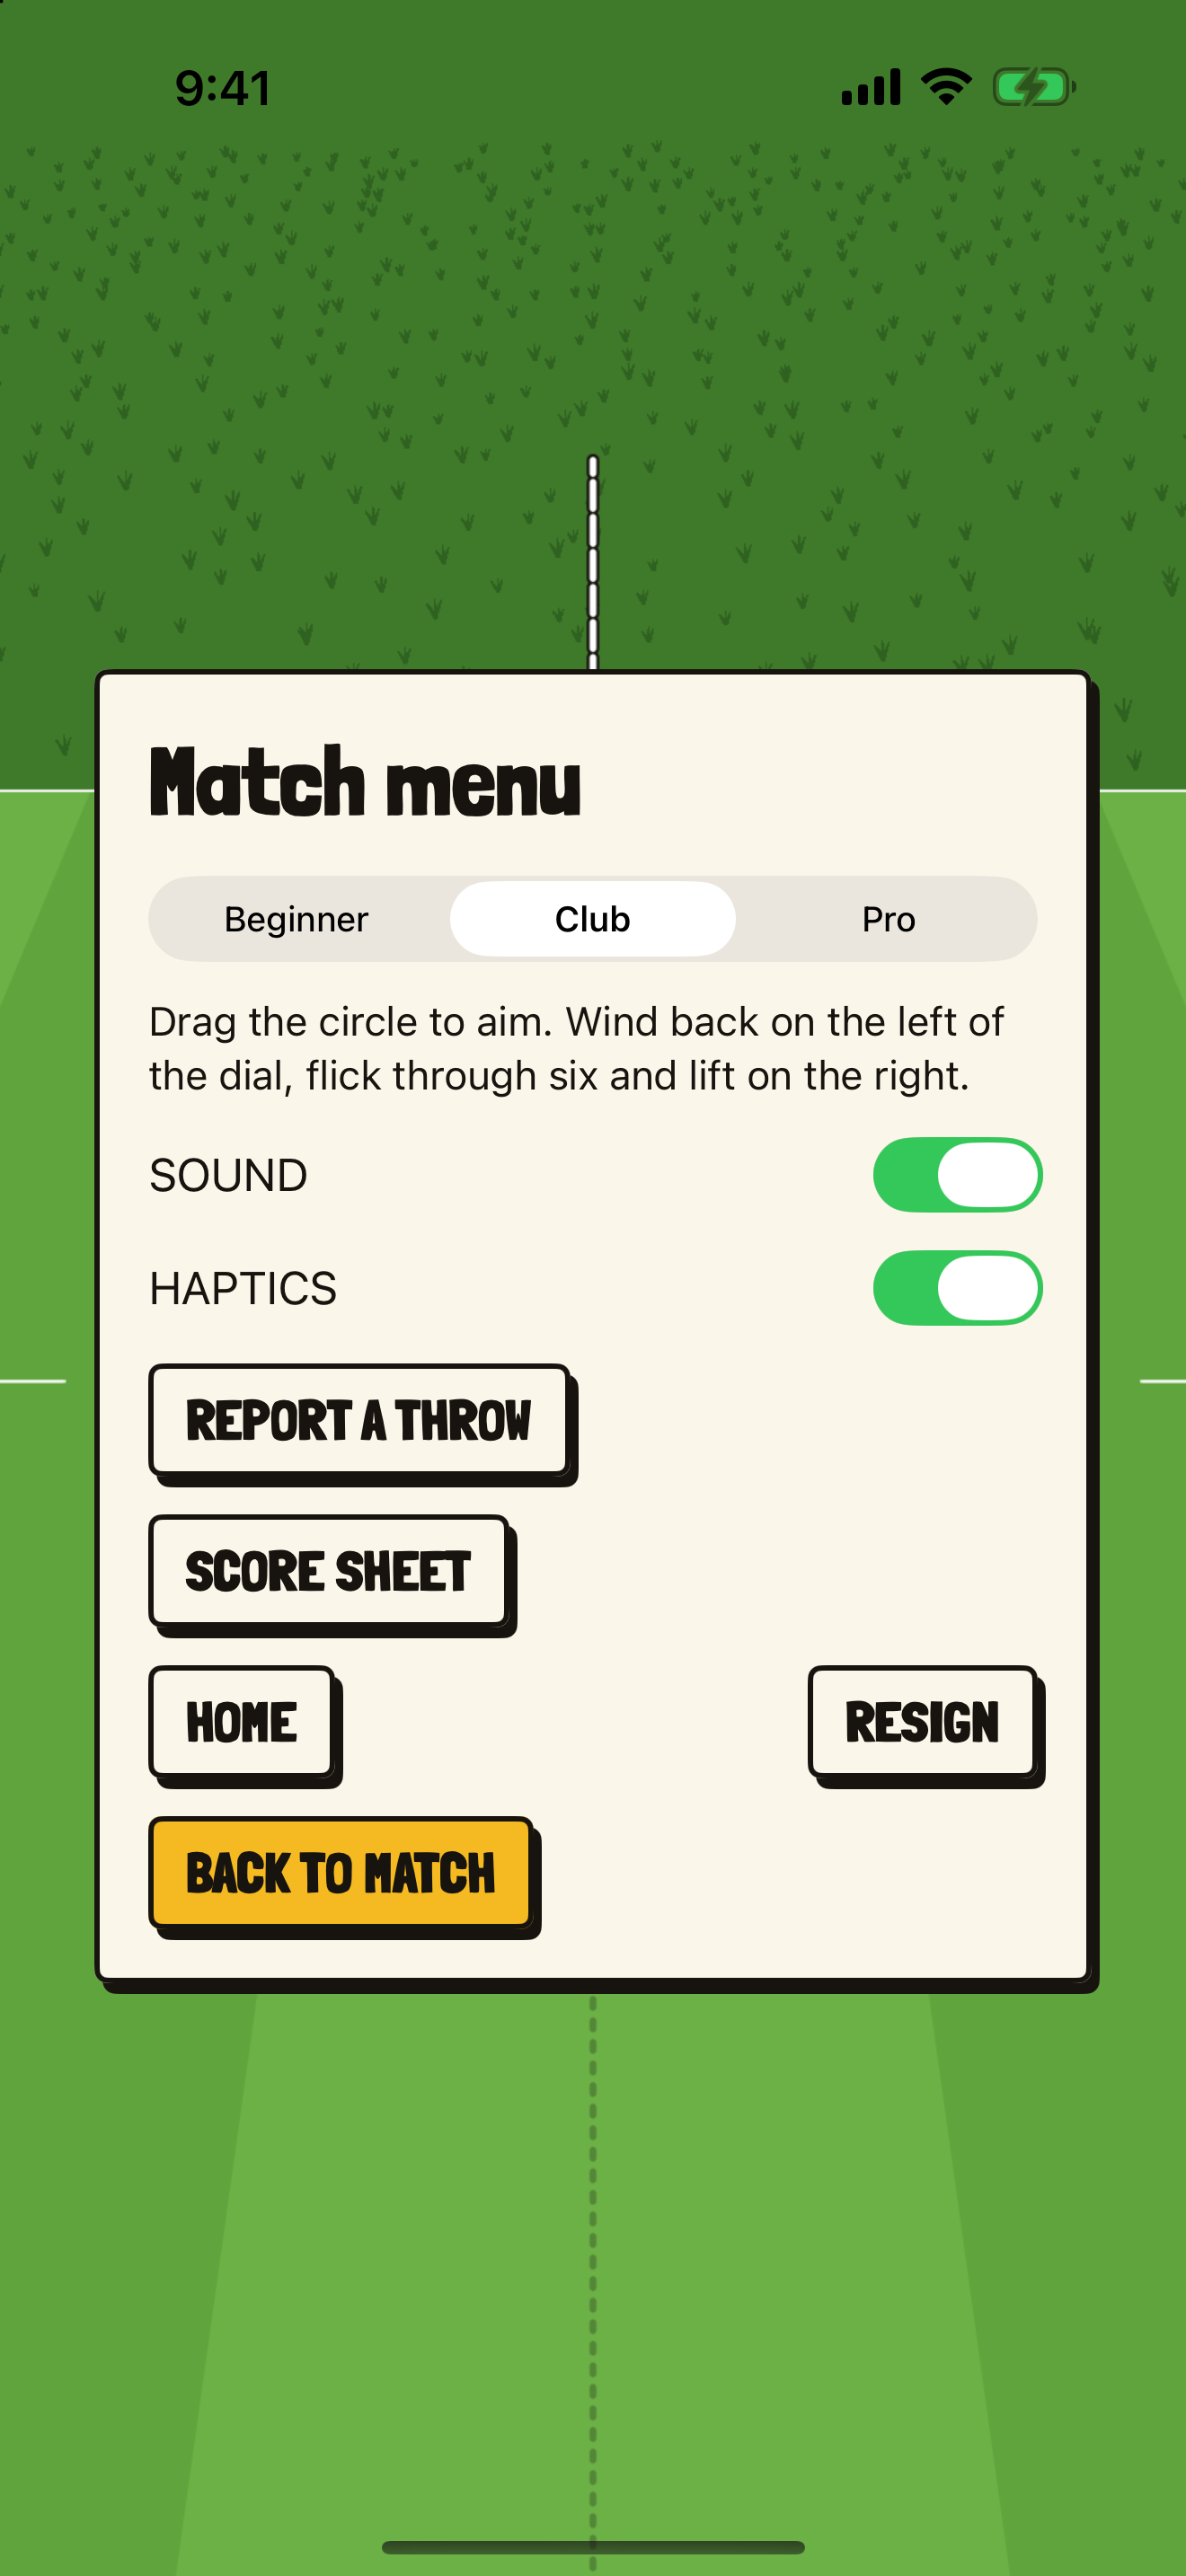 9:41
Match menu
Beginner
Club
Pro
Drag the circle to aim. Wind back on the left of
the dial, flick through six and lift on the right.
SOUND
HAPTICS
REPORT A THROW
SCORE SHEET
HOME
RESIGN
BACK TO MATCH